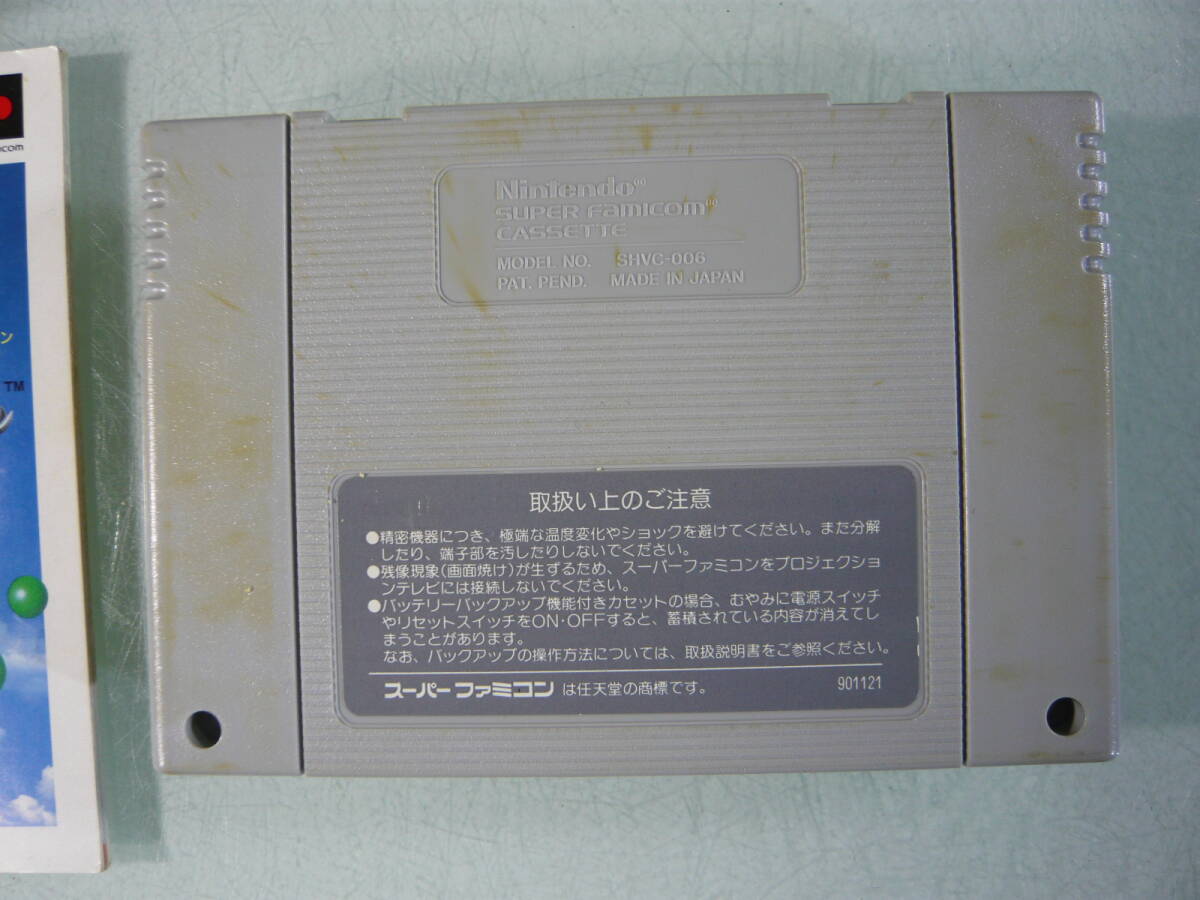 com
ン
TM
Nintendo®
SUPER Famicom®
CASSETTE
MODEL NO. SHVC-006
PAT. PEND. MADE IN JAPAN
取扱い上のご注意
●精密機器につき、極端な温度変化やショックを避けてください。また分解
したり、端子部を汚したりしないでください。
●残像現象(画面焼け)が生ずるため、スーパーファミコンをプロジェクショ
ンテレビには接続しないでください。
●バッテリーバックアップ機能付きカセットの場合、むやみに電源スイッチ
やリセットスイッチをON・OFFすると、蓄積されている内容が消えてし
まうことがあります。
なお、バックアップの操作方法については、取扱説明書をご参照ください。
スーパーファミコン は任天堂の商標です。 901121